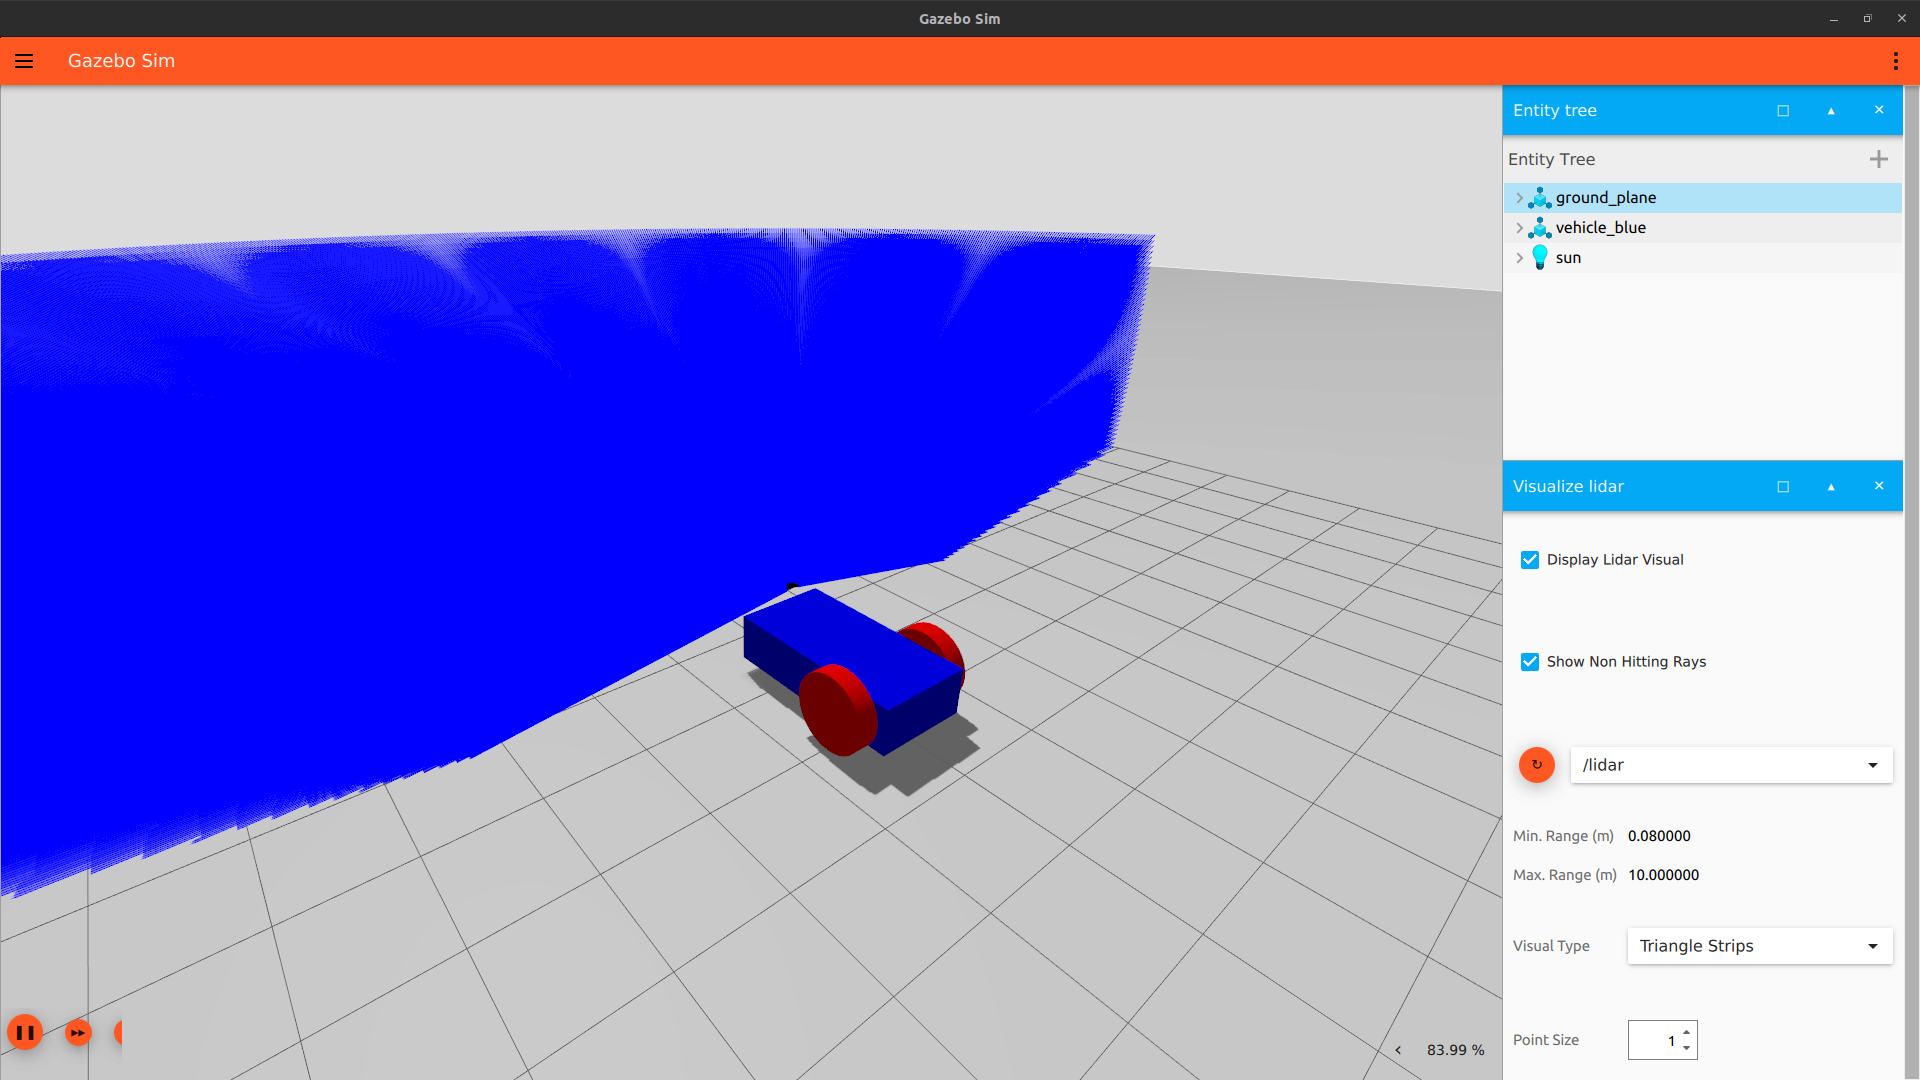 Gazebo Sim
Gazebo Sim
Entity tree
Entity Tree
ground_plane
vehicle_blue
sun
Visualize lidar
Display Lidar Visual
Show Non Hitting Rays
/lidar
Min. Range (m) 0.080000
Max. Range (m) 10.000000
Visual Type Triangle Strips
Point Size 1
83.99 %